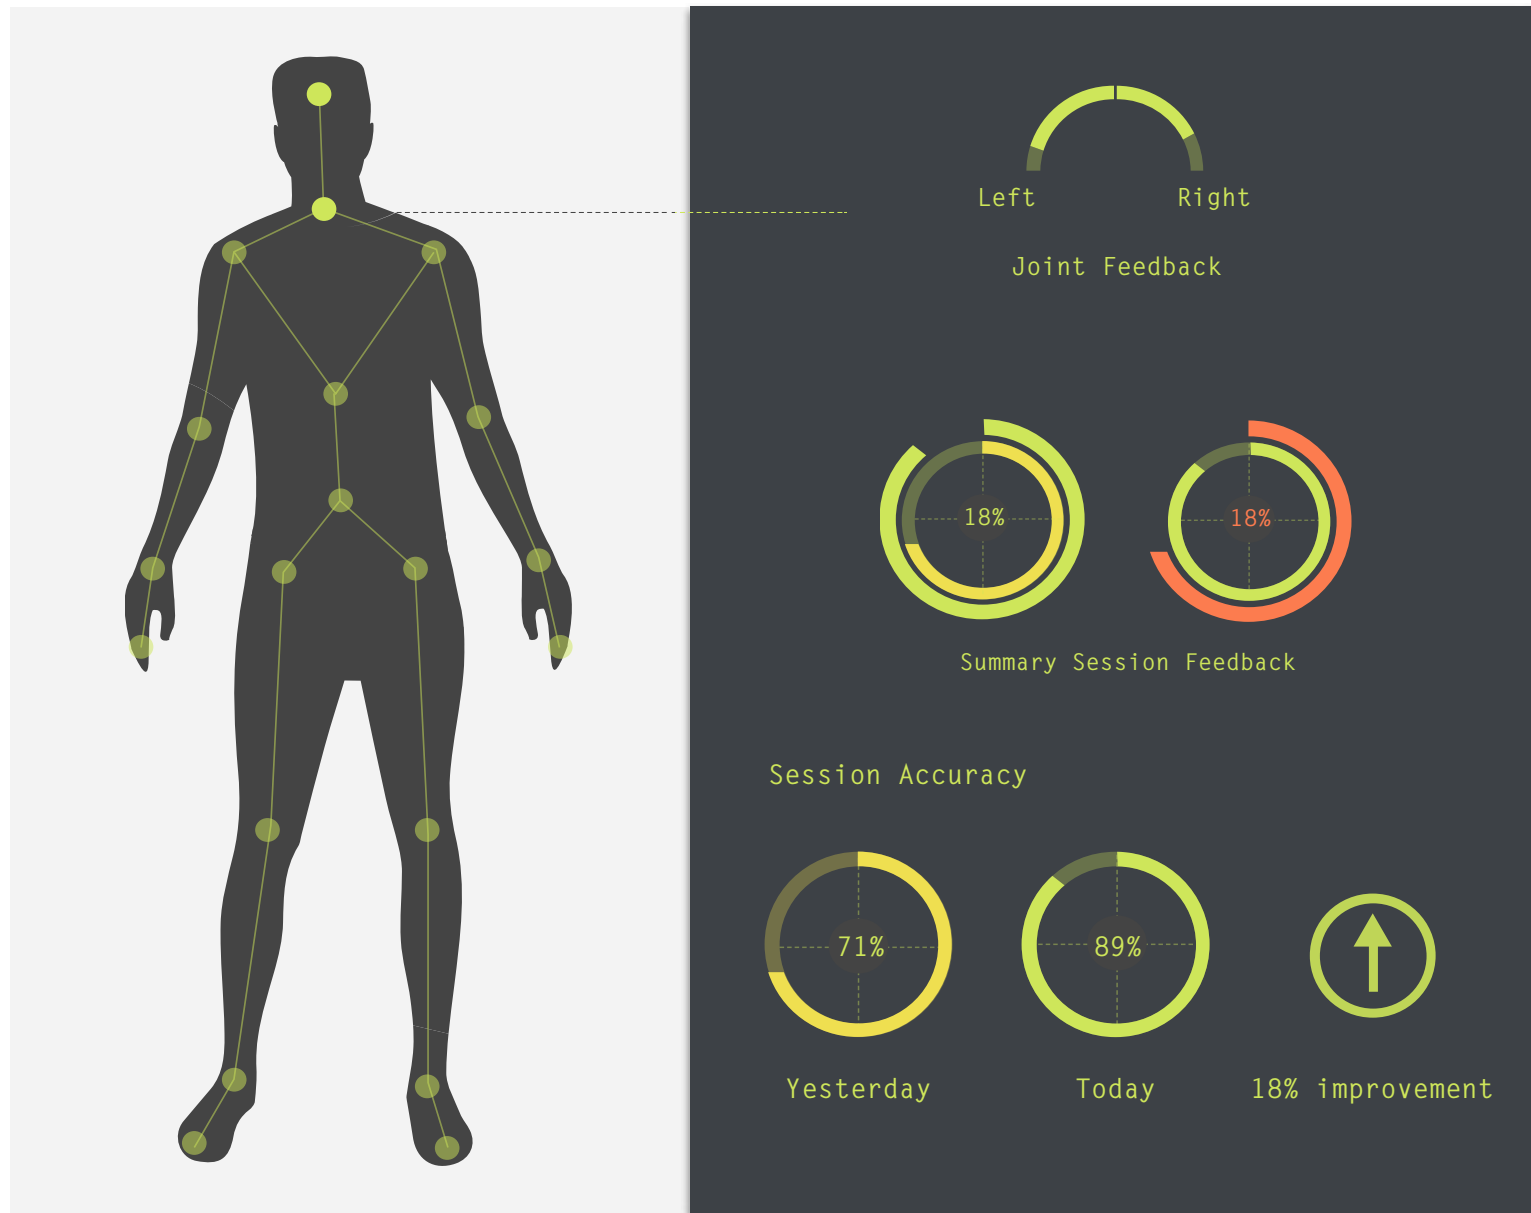 Left Right
Joint Feedback
18% 18%
Summary Session Feedback
Session Accuracy
71% 89%
Yesterday Today 18% improvement